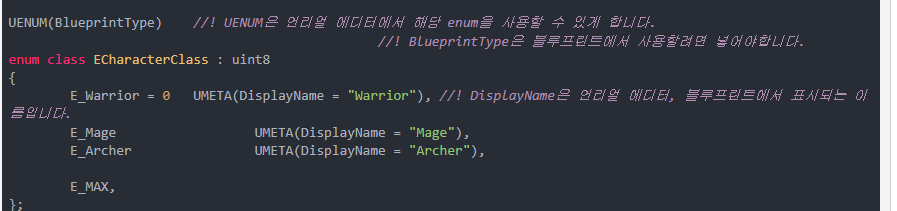 UENUM(BlueprintType)    //! UENUM은 언리얼 에디터에서 해당 enum을 사용할 수 있게 합니다.
//! BlueprintType은 블루프린트에서 사용할려면 넣어야합니다.
enum class ECharacterClass : uint8
{
E_Warrior = 0   UMETA(DisplayName = "Warrior"), //! DisplayName은 언리얼 에디터, 블루프린트에서 표시되는 이
름입니다.
E_Mage                  UMETA(DisplayName = "Mage"),
E_Archer                UMETA(DisplayName = "Archer"),
E_MAX,
};